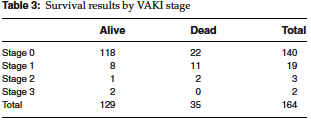 Table 3: Survival results by VAKI stage
Alive Dead Total
Stage 0 118 22 140
Stage 1 8 11 19
Stage 2 1 2 3
Stage 3 2 0 2
Total 129 35 164